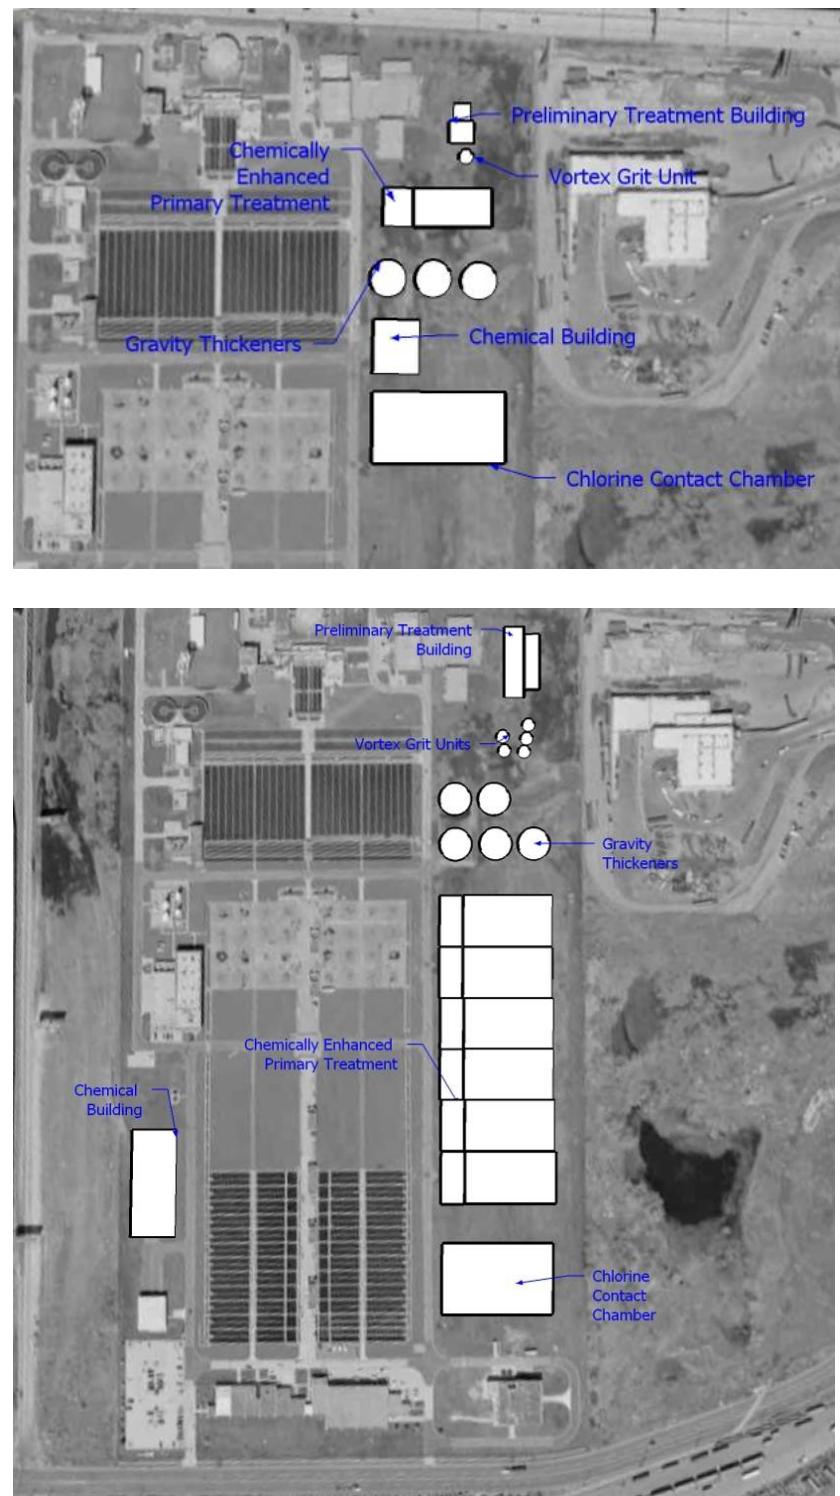 Preliminary Treatment Building
Chemically
Enhanced
Primary Treatment
Vortex Grit Unit
Gravity Thickeners
Chemical Building
Chlorine Contact Chamber
Preliminary Treatment
Building
Vortex Grit Units
Gravity
Thickeners
Chemically Enhanced
Primary Treatment
Chemical
Building
Chlorine
Contact
Chamber